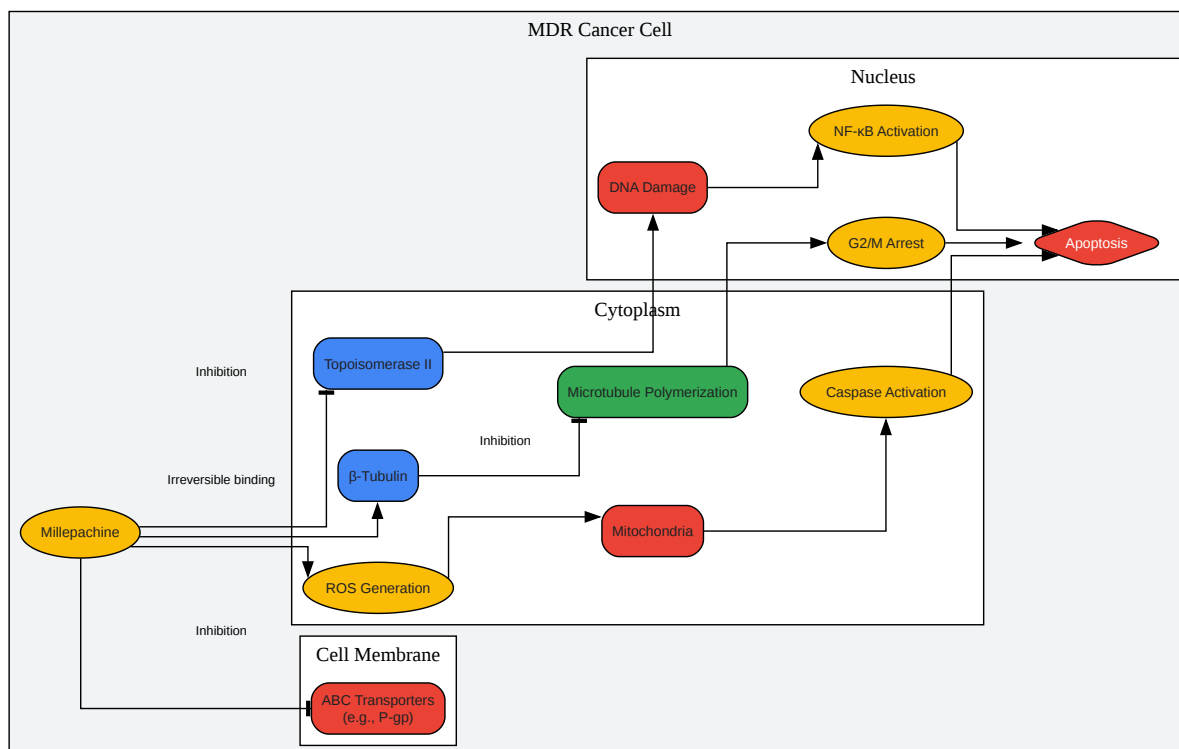 MDR Cancer Cell
Nucleus
NF-κB Activation
DNA Damage
G2/M Arrest
Apoptosis
Cytoplasm
Inhibition
Topoisomerase II
Microtubule Polymerization
Caspase Activation
Inhibition
Irreversible binding
β-Tubulin
Millepachine
Mitochondria
ROS Generation
Inhibition
Cell Membrane
ABC Transporters
(e.g., P-gp)